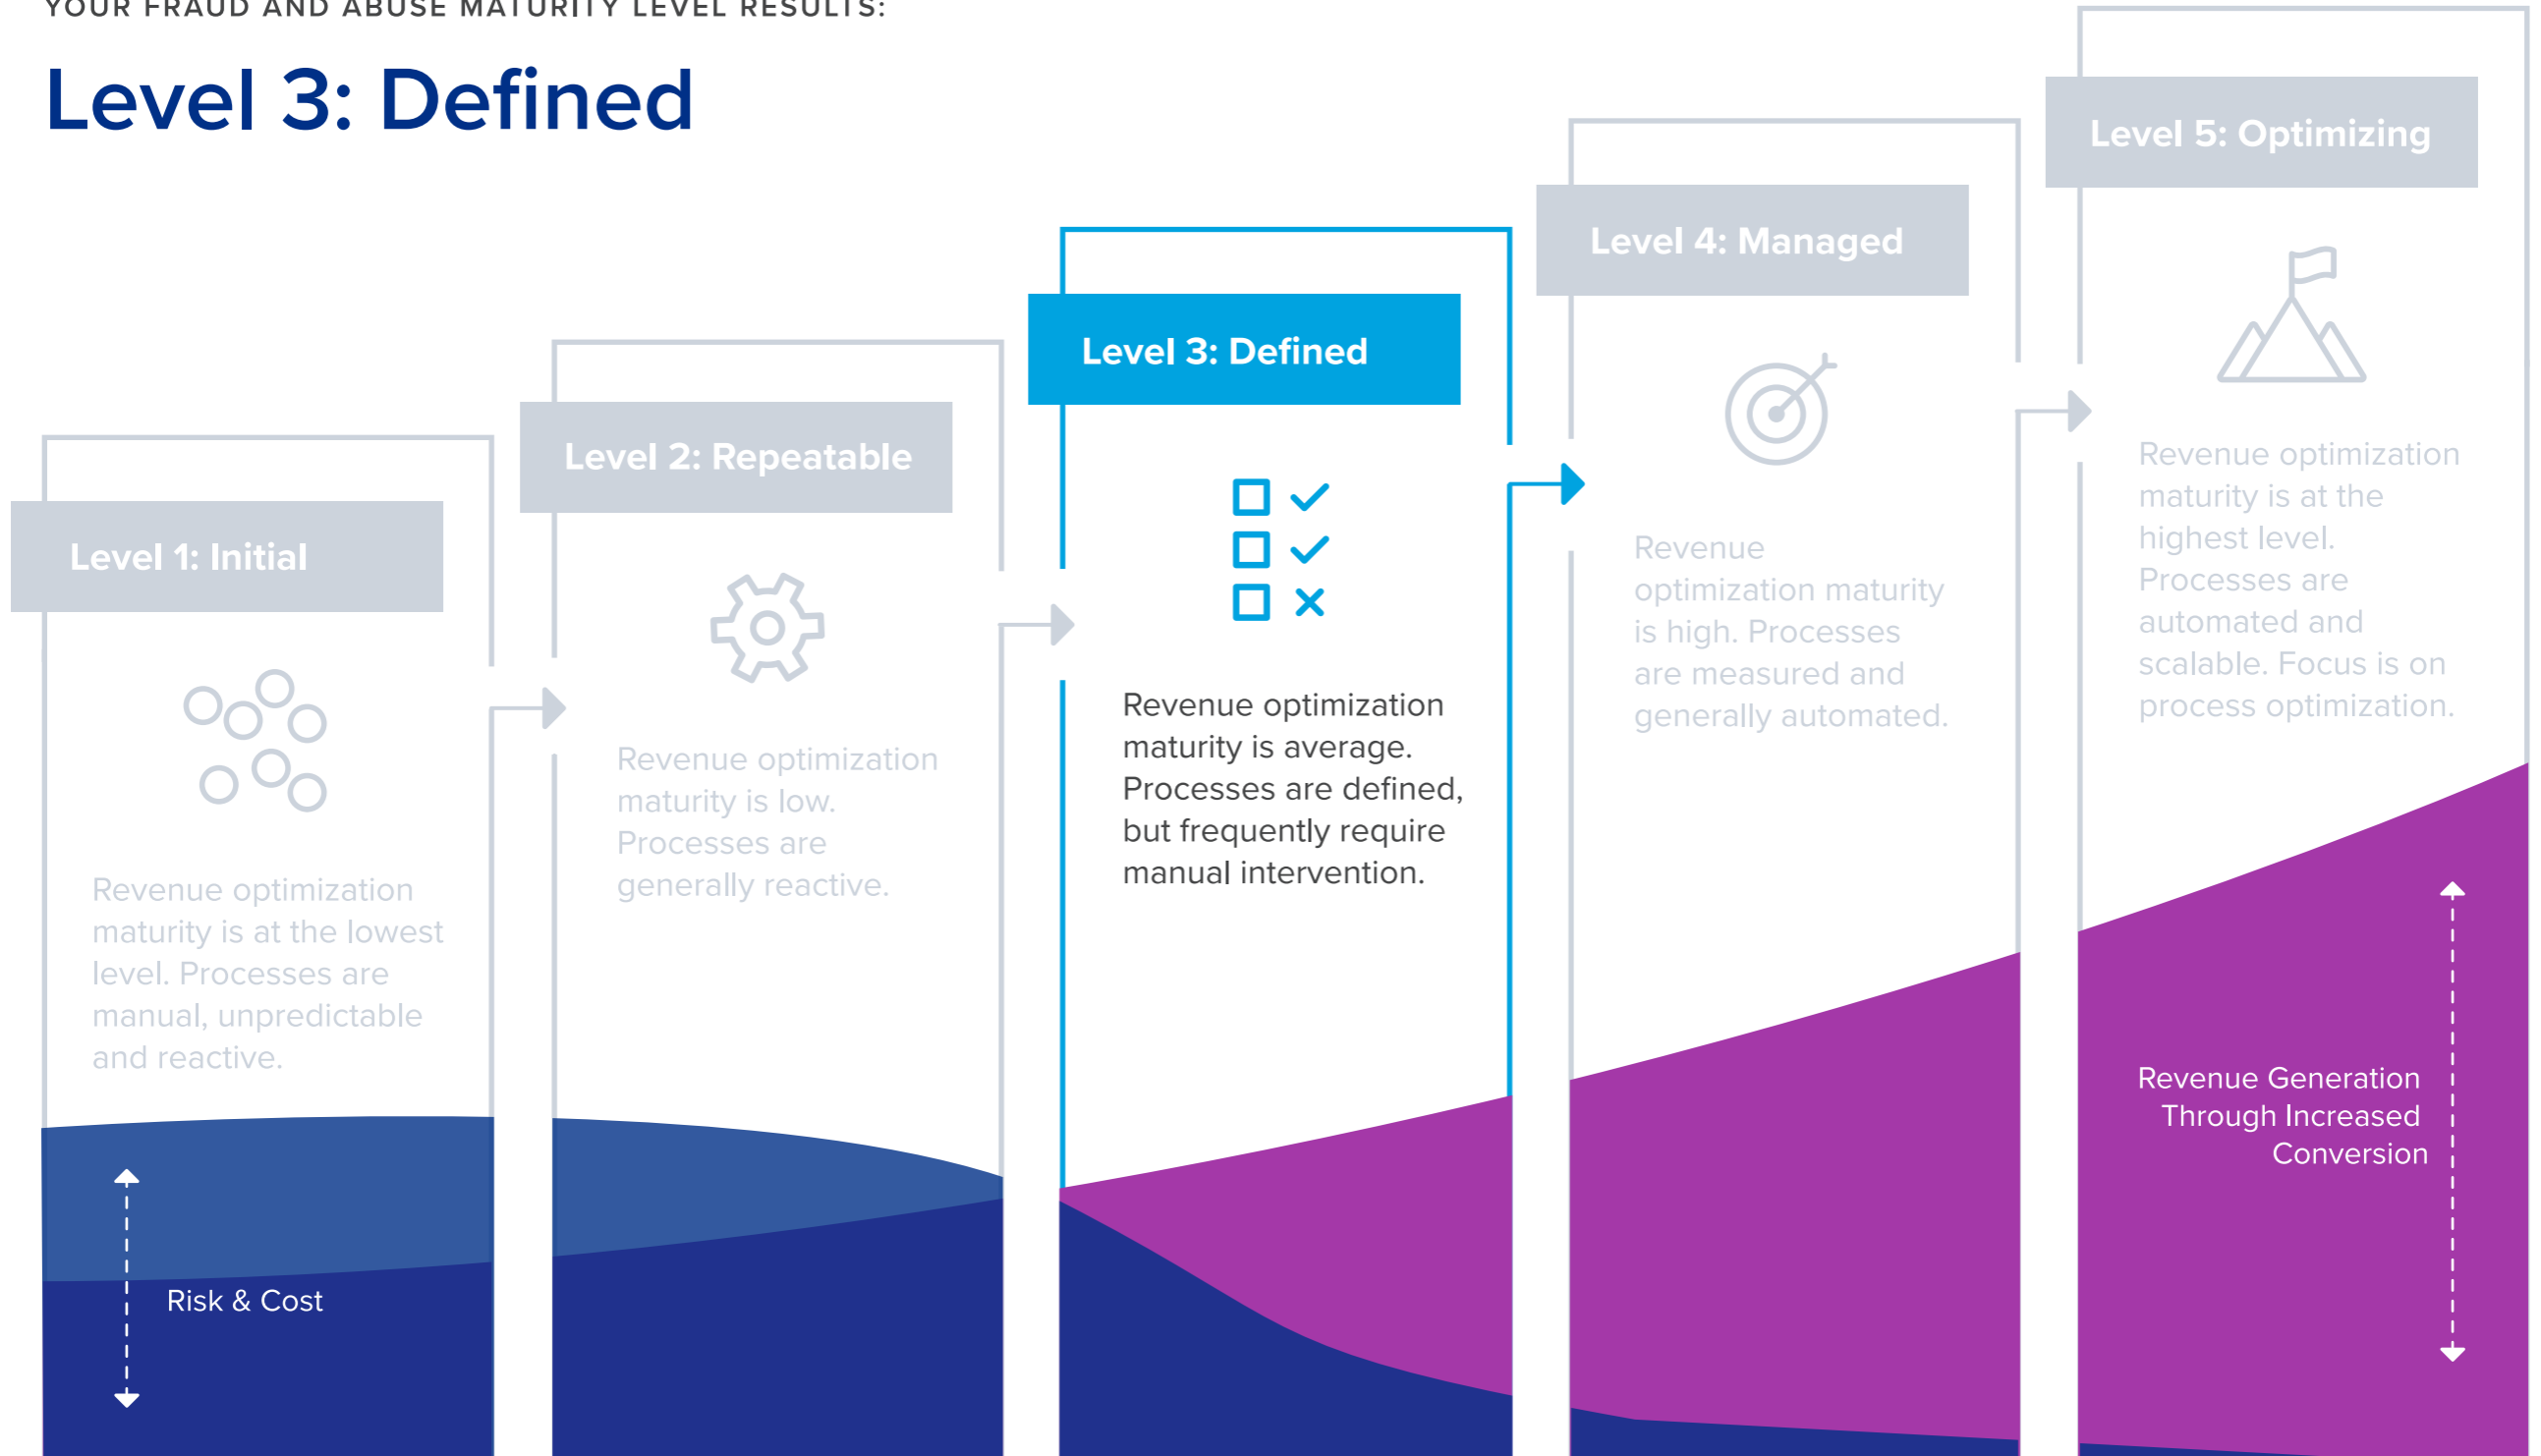 YOUR FRAUD AND ABUSE MATURITY LEVEL RESULTS:
Level 3: Defined
Level 1: Initial
Revenue optimization
maturity is at the lowest
level. Processes are
manual, unpredictable
and reactive.
Level 2: Repeatable
Revenue optimization
maturity is low.
Processes are
generally reactive.
Level 3: Defined
Revenue optimization
maturity is average.
Processes are defined,
but frequently require
manual intervention.
Level 4: Managed
Revenue
optimization maturity
is high. Processes
are measured and
generally automated.
Level 5: Optimizing
Revenue optimization
maturity is at the
highest level.
Processes are
automated and
scalable. Focus is on
process optimization.
Risk & Cost
Revenue Generation
Through Increased
Conversion